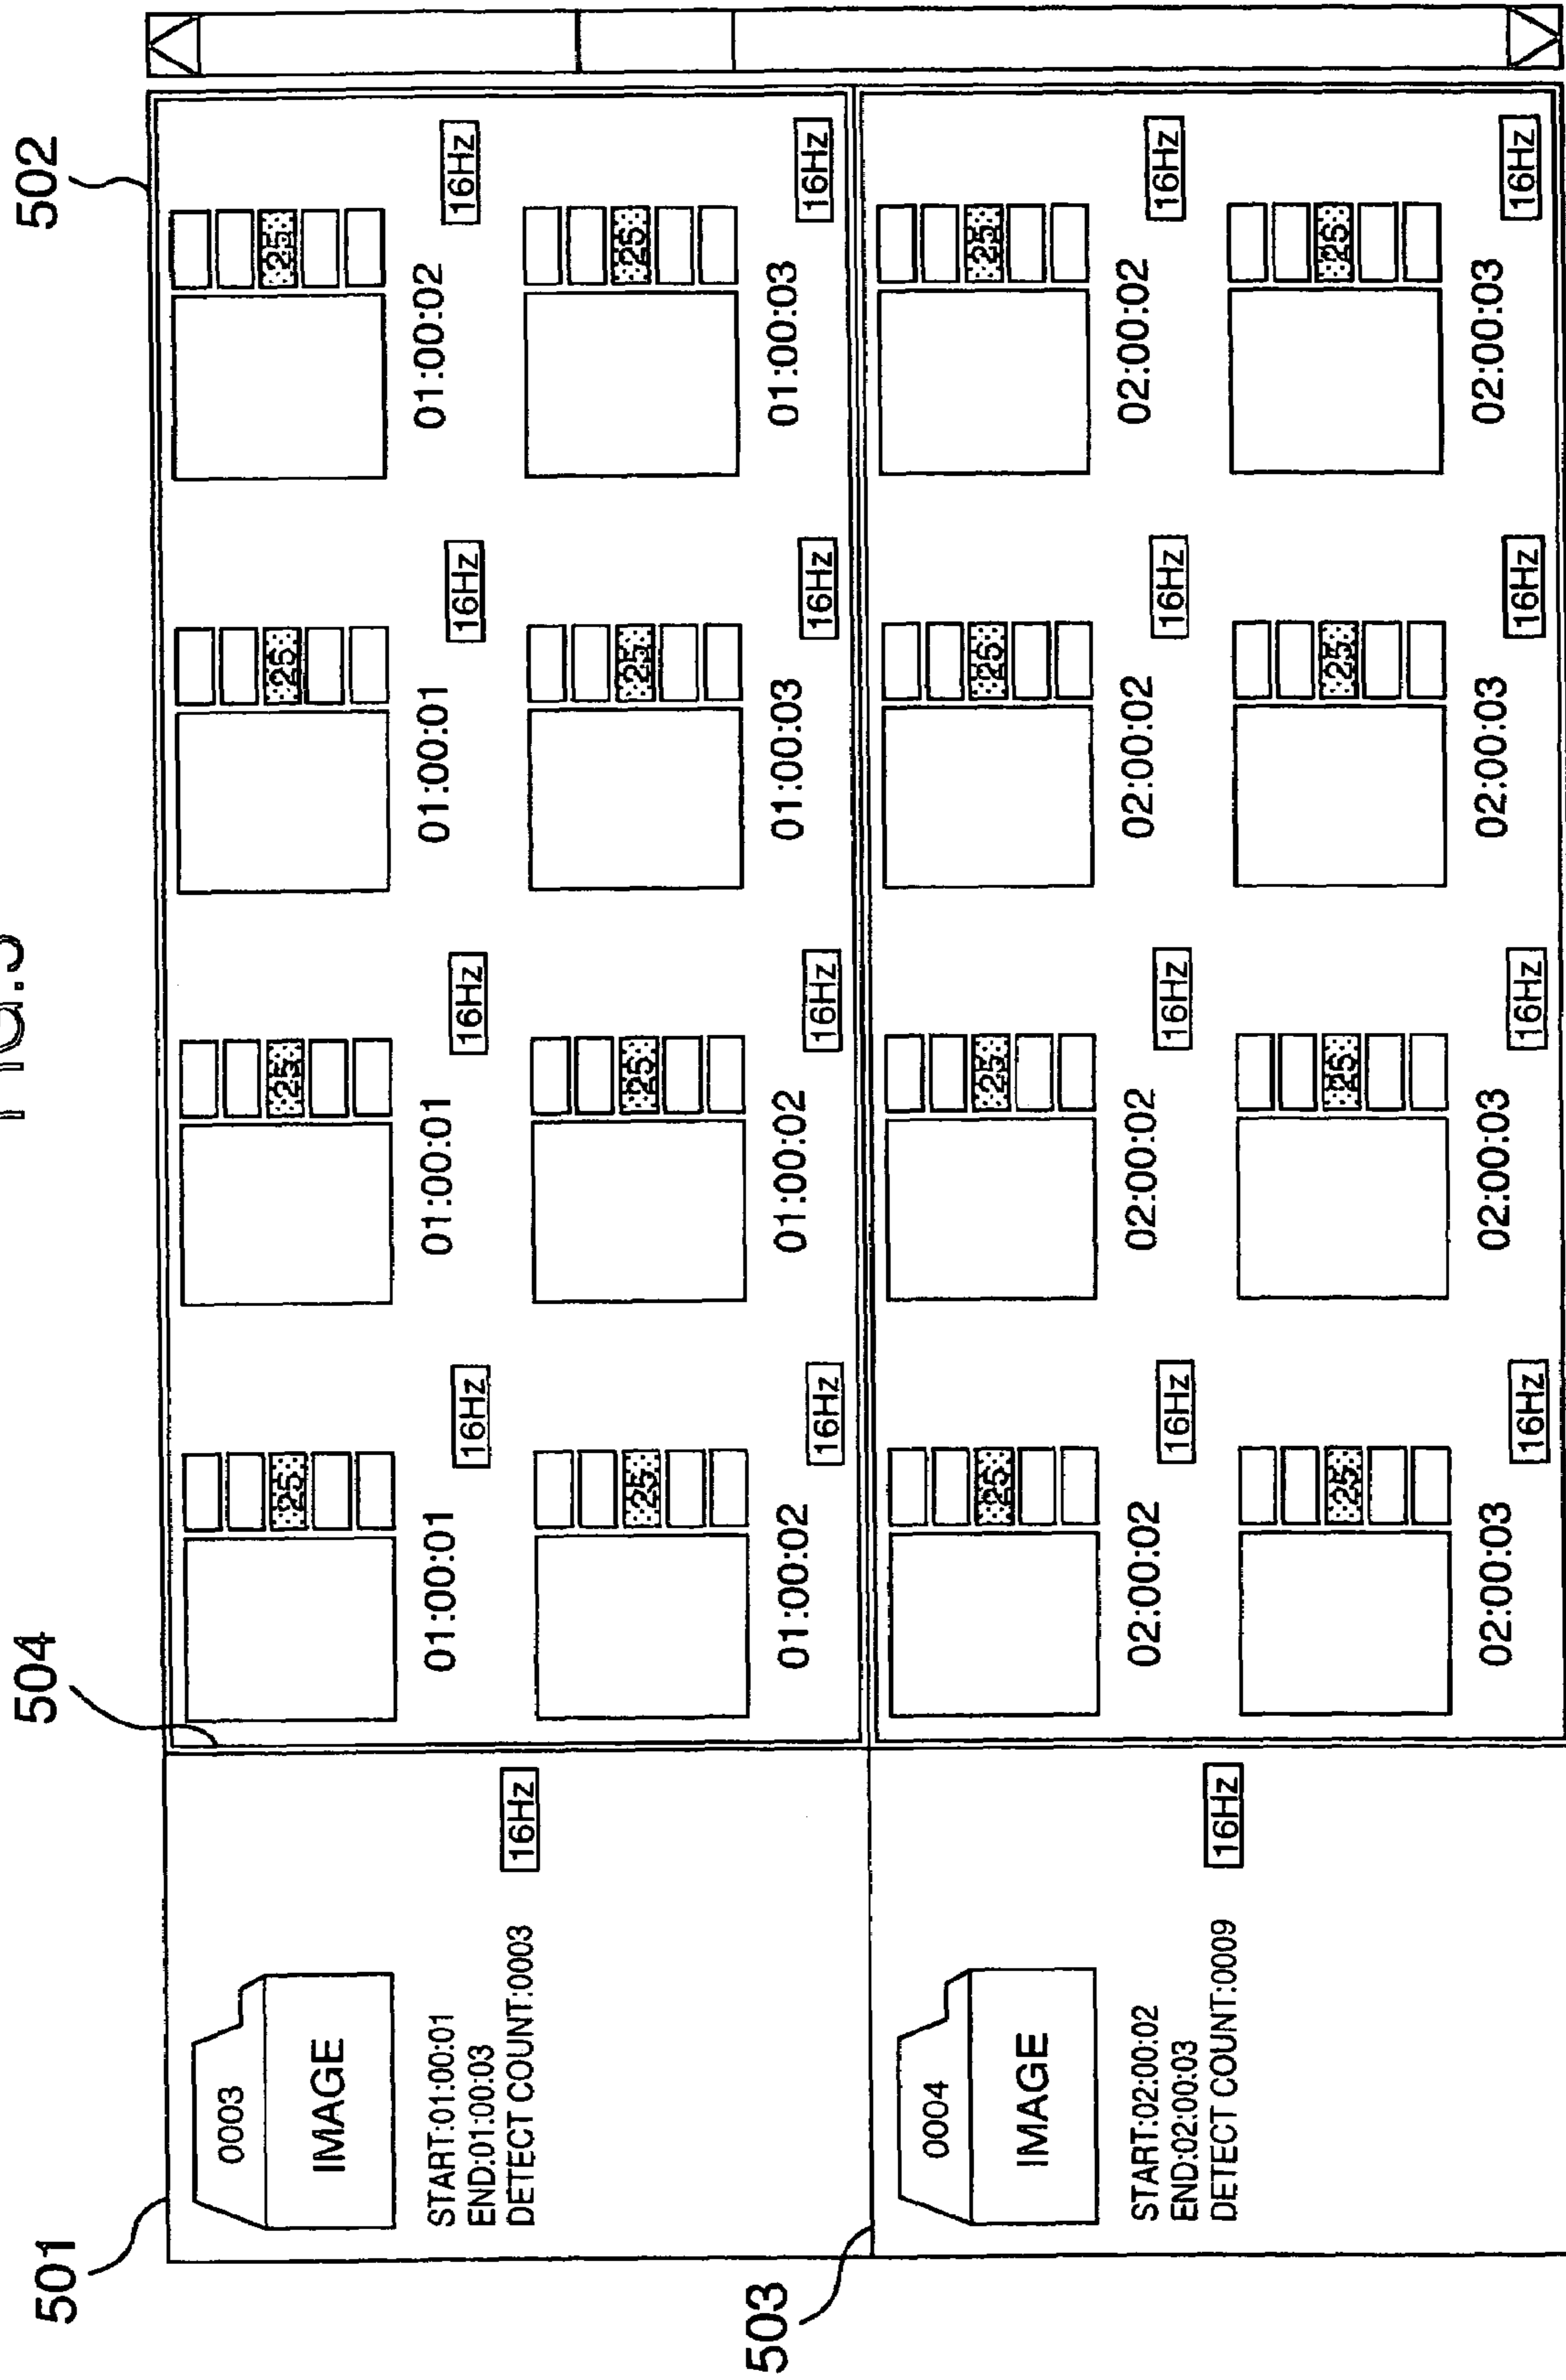 501
504
502
0003
IMAGE
START:01:00:01
END:01:00:03
DETECT COUNT:0003
16Hz
25 25 25 25
01:00:01 01:00:01 01:00:01 01:00:02
16Hz 16Hz 16Hz 16Hz
25 25 25 25
01:00:02 01:00:02 01:00:03 01:00:03
16Hz 16Hz 16Hz 16Hz
503
0004
IMAGE
START:02:00:02
END:02:00:03
DETECT COUNT:0009
16Hz
25 25 25 25
02:00:02 02:00:02 02:00:02 02:00:02
16Hz 16Hz 16Hz 16Hz
25 25 25 25
02:00:03 02:00:03 02:00:03 02:00:03
16Hz 16Hz 16Hz 16Hz